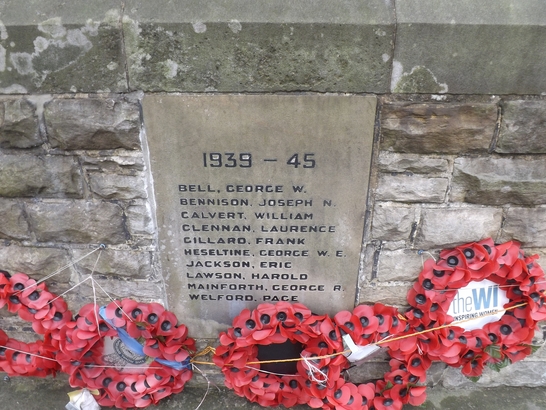 1939 - 45
BELL, GEORGE W.
BENNISON, JOSEPH N.
CALVERT, WILLIAM
CLENNAN, LAURENCE
GILLARD, FRANK
HESELTINE, GEORGE W. E.
JACKSON, ERIC
LAWSON, HAROLD
MAINFORTH, GEORGE R.
WELFORD, PAGE
theWI
INSPIRING WOMEN